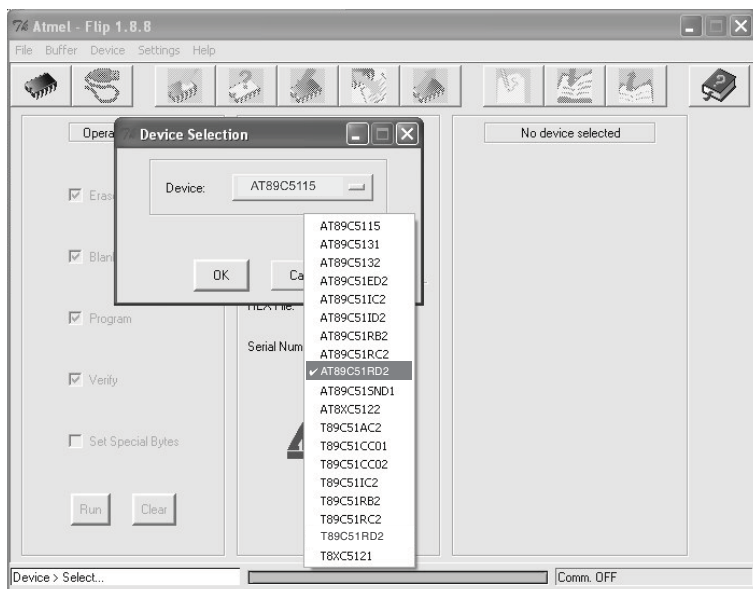 Atmel - Flip 1.8.8
File Buffer Device Settings Help
Device Selection
No device selected
Device: AT89C5115
OK
AT89C5115
AT89C5131
AT89C5132
AT89C51ED2
AT89C51IC2
AT89C51ID2
AT89C51RB2
AT89C51RC2
✔ AT89C51RD2
AT89C51SND1
AT8XC5122
T89C51AC2
T89C51CC01
T89C51CC02
T89C51IC2
T89C51RB2
T89C51RC2
T89C51RD2
T8XC5121
Program
Verify
Set Special Bytes
Run Clear
Serial Num
Device > Select...
Comm. OFF